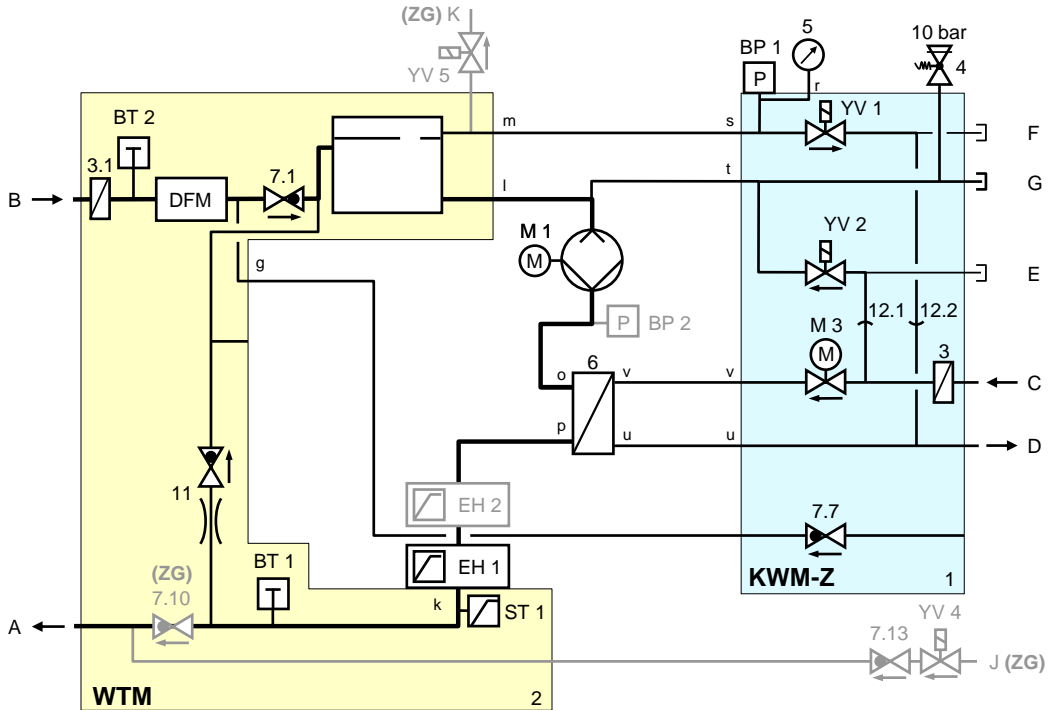 (ZG) K
YV 5
BP 1
P
5
r
10 bar
4
BT 2
3.1
B
DFM
7.1
m
s
YV 1
F
l
t
G
g
M 1
M
P
BP 2
YV 2
E
12.1
12.2
M 3
M
3
C
o
6
v
v
p
u
u
D
11
EH 2
EH 1
7.7
KWM-Z
1
BT 1
k
ST 1
(ZG)
7.10
A
7.13
YV 4
J (ZG)
WTM
2